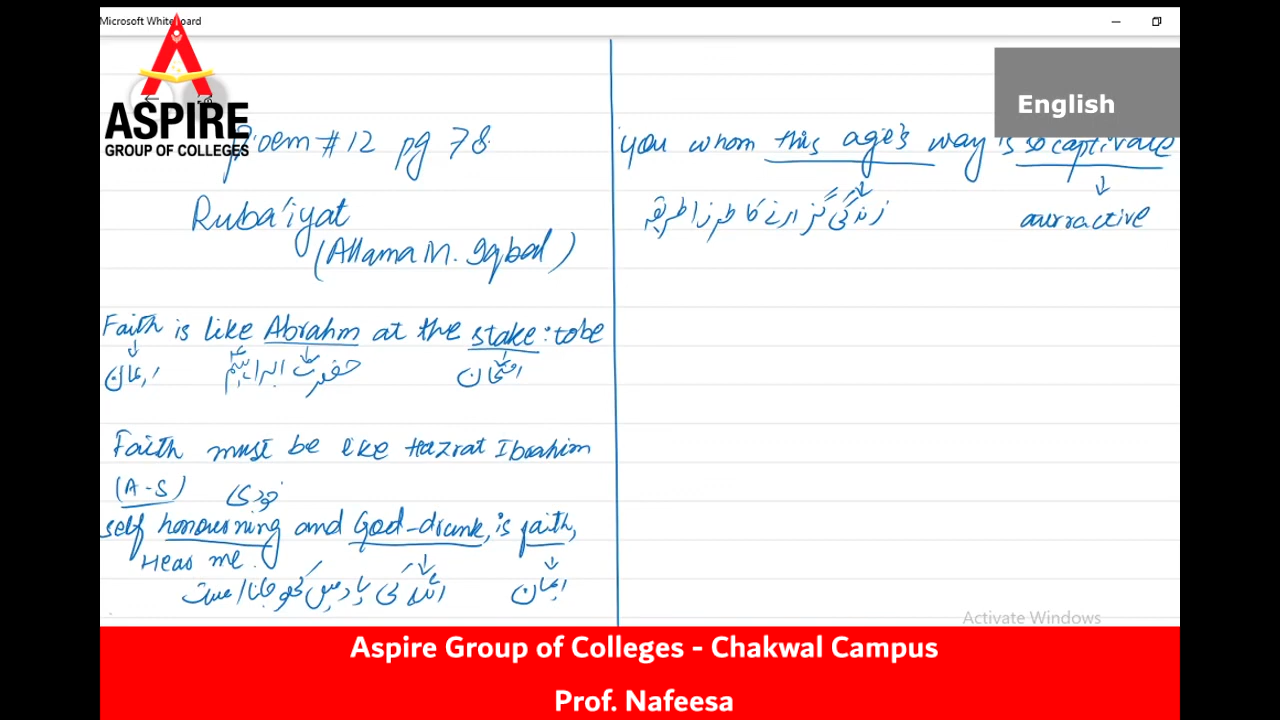 Microsoft Whiteboard
ASPIRE
GROUP OF COLLEGES
English
Poem # 12 pg 78
Ruba'iyat
(Allama M. Iqbal)
Faith is like Abrahm at the stake: to be
ایمان حضرت ابراہیمؑ امتحان
Faith must be like Hazrat Ibrahim
(A-S) خودی
self honourning and God-drunk, is faith,
Hear me.
اللہ کی یاد میں کھو جانا/مست ایمان
you whom this age's way is so captivate
زندگی گزارنے کا طرز/طریقہ
attractive
Activate Windows
Aspire Group of Colleges - Chakwal Campus
Prof. Nafeesa